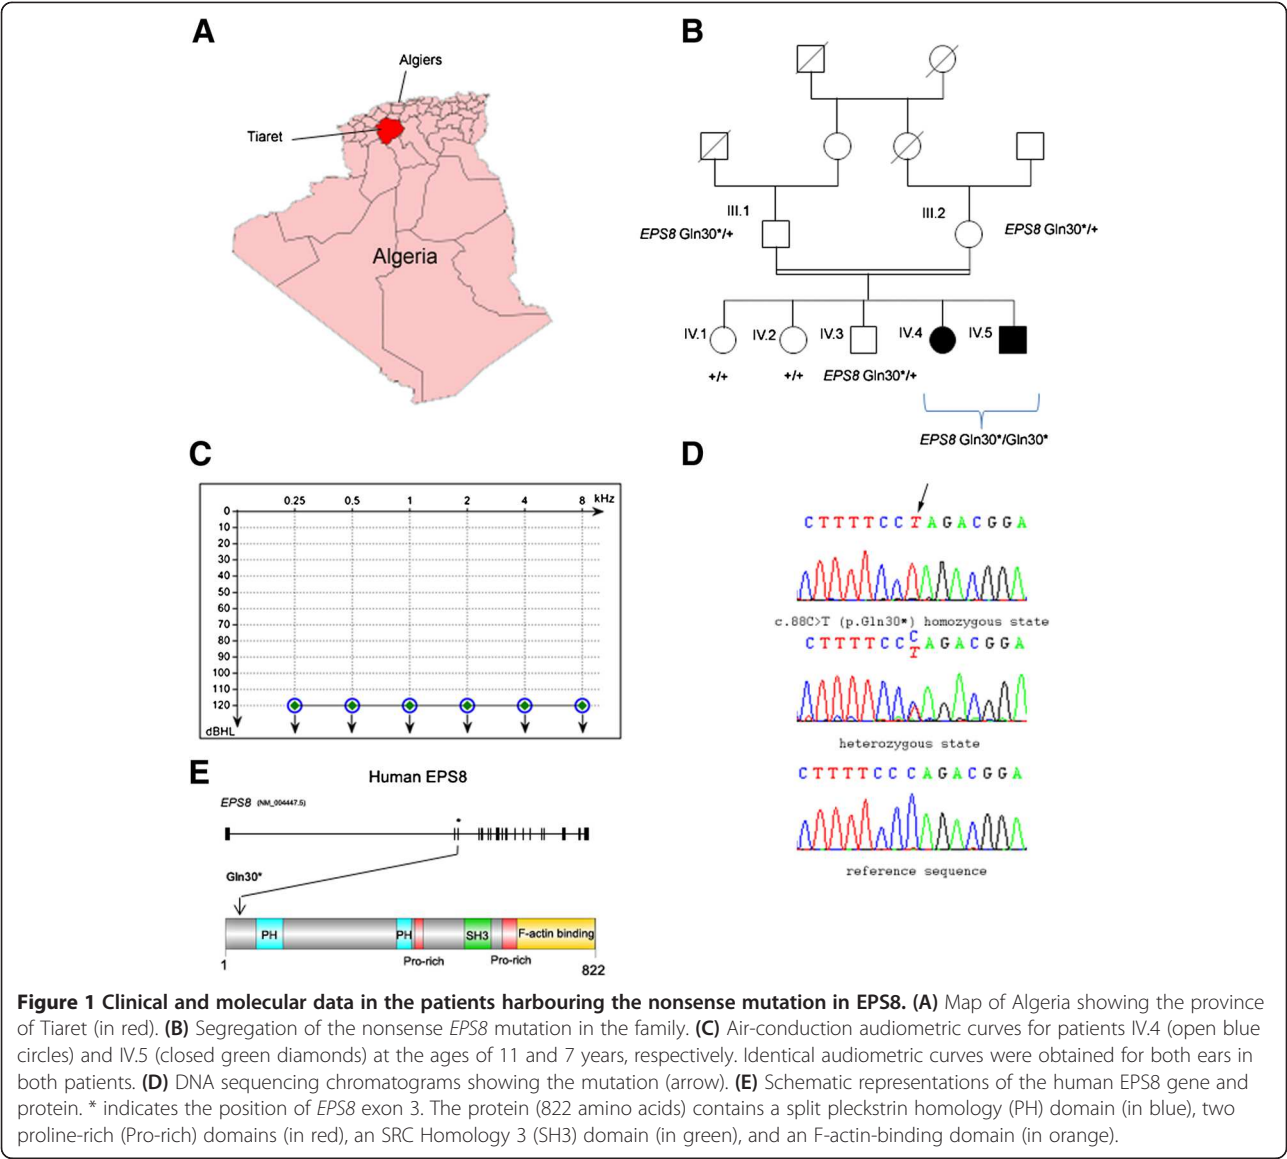 A
Algiers
Tiaret
Algeria
B
III.1
EPS8 Gln30*/+
III.2
EPS8 Gln30*/+
IV.1
IV.2
IV.3
IV.4
IV.5
+/+
+/+
EPS8 Gln30*/+
EPS8 Gln30*/Gln30*
C
0.25 0.5 1 2 4 8 kHz
0
10
20
30
40
50
60
70
80
90
100
110
120
dBHL
D
CTTTTCCTAGACGGA
c.88C>T (p.Gln30*) homozygous state
C
CTTTTCC AGACGGA
T
heterozygous state
CTTTTCCCAGACGGA
reference sequence
E
Human EPS8
EPS8 (NM_004447.5)
*
Gln30*
PH PH SH3 F-actin binding
Pro-rich Pro-rich
1 822
Figure 1 Clinical and molecular data in the patients harbouring the nonsense mutation in EPS8. (A) Map of Algeria showing the province
of Tiaret (in red). (B) Segregation of the nonsense EPS8 mutation in the family. (C) Air-conduction audiometric curves for patients IV.4 (open blue
circles) and IV.5 (closed green diamonds) at the ages of 11 and 7 years, respectively. Identical audiometric curves were obtained for both ears in
both patients. (D) DNA sequencing chromatograms showing the mutation (arrow). (E) Schematic representations of the human EPS8 gene and
protein. * indicates the position of EPS8 exon 3. The protein (822 amino acids) contains a split pleckstrin homology (PH) domain (in blue), two
proline-rich (Pro-rich) domains (in red), an SRC Homology 3 (SH3) domain (in green), and an F-actin-binding domain (in orange).